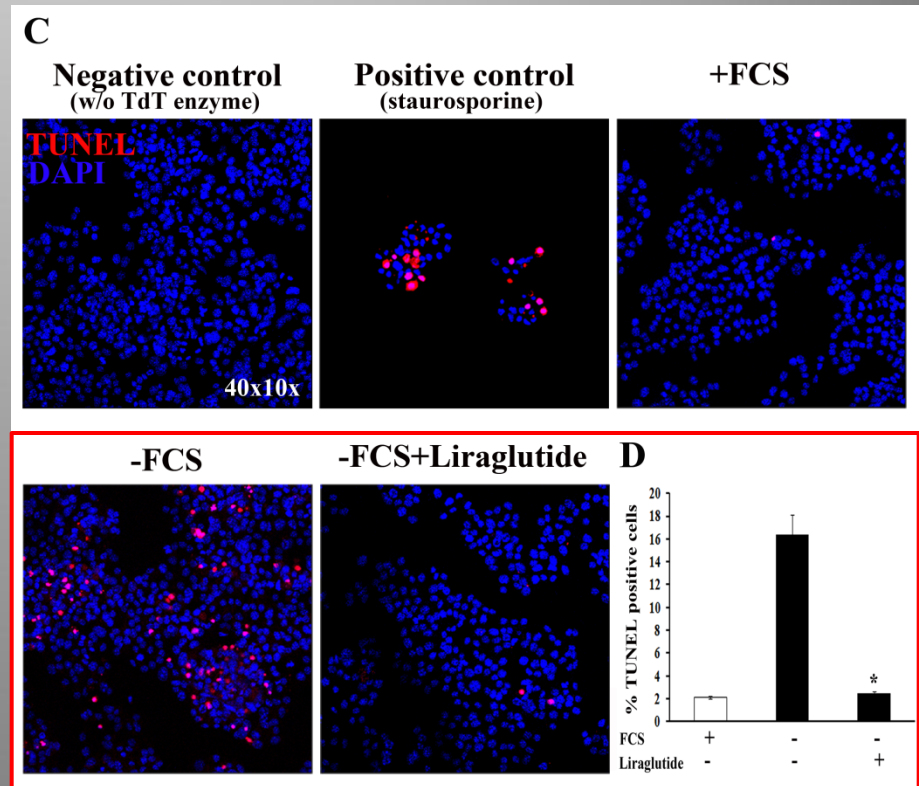 C
Negative control
(w/o TdT enzyme)
Positive control
(staurosporine)
+FCS
TUNEL
DAPI
40x10x
-FCS
-FCS+Liraglutide
D
% TUNEL positive cells
20
18
16
14
12
10
8
6
4
2
0
*
FCS + - -
Liraglutide - - +